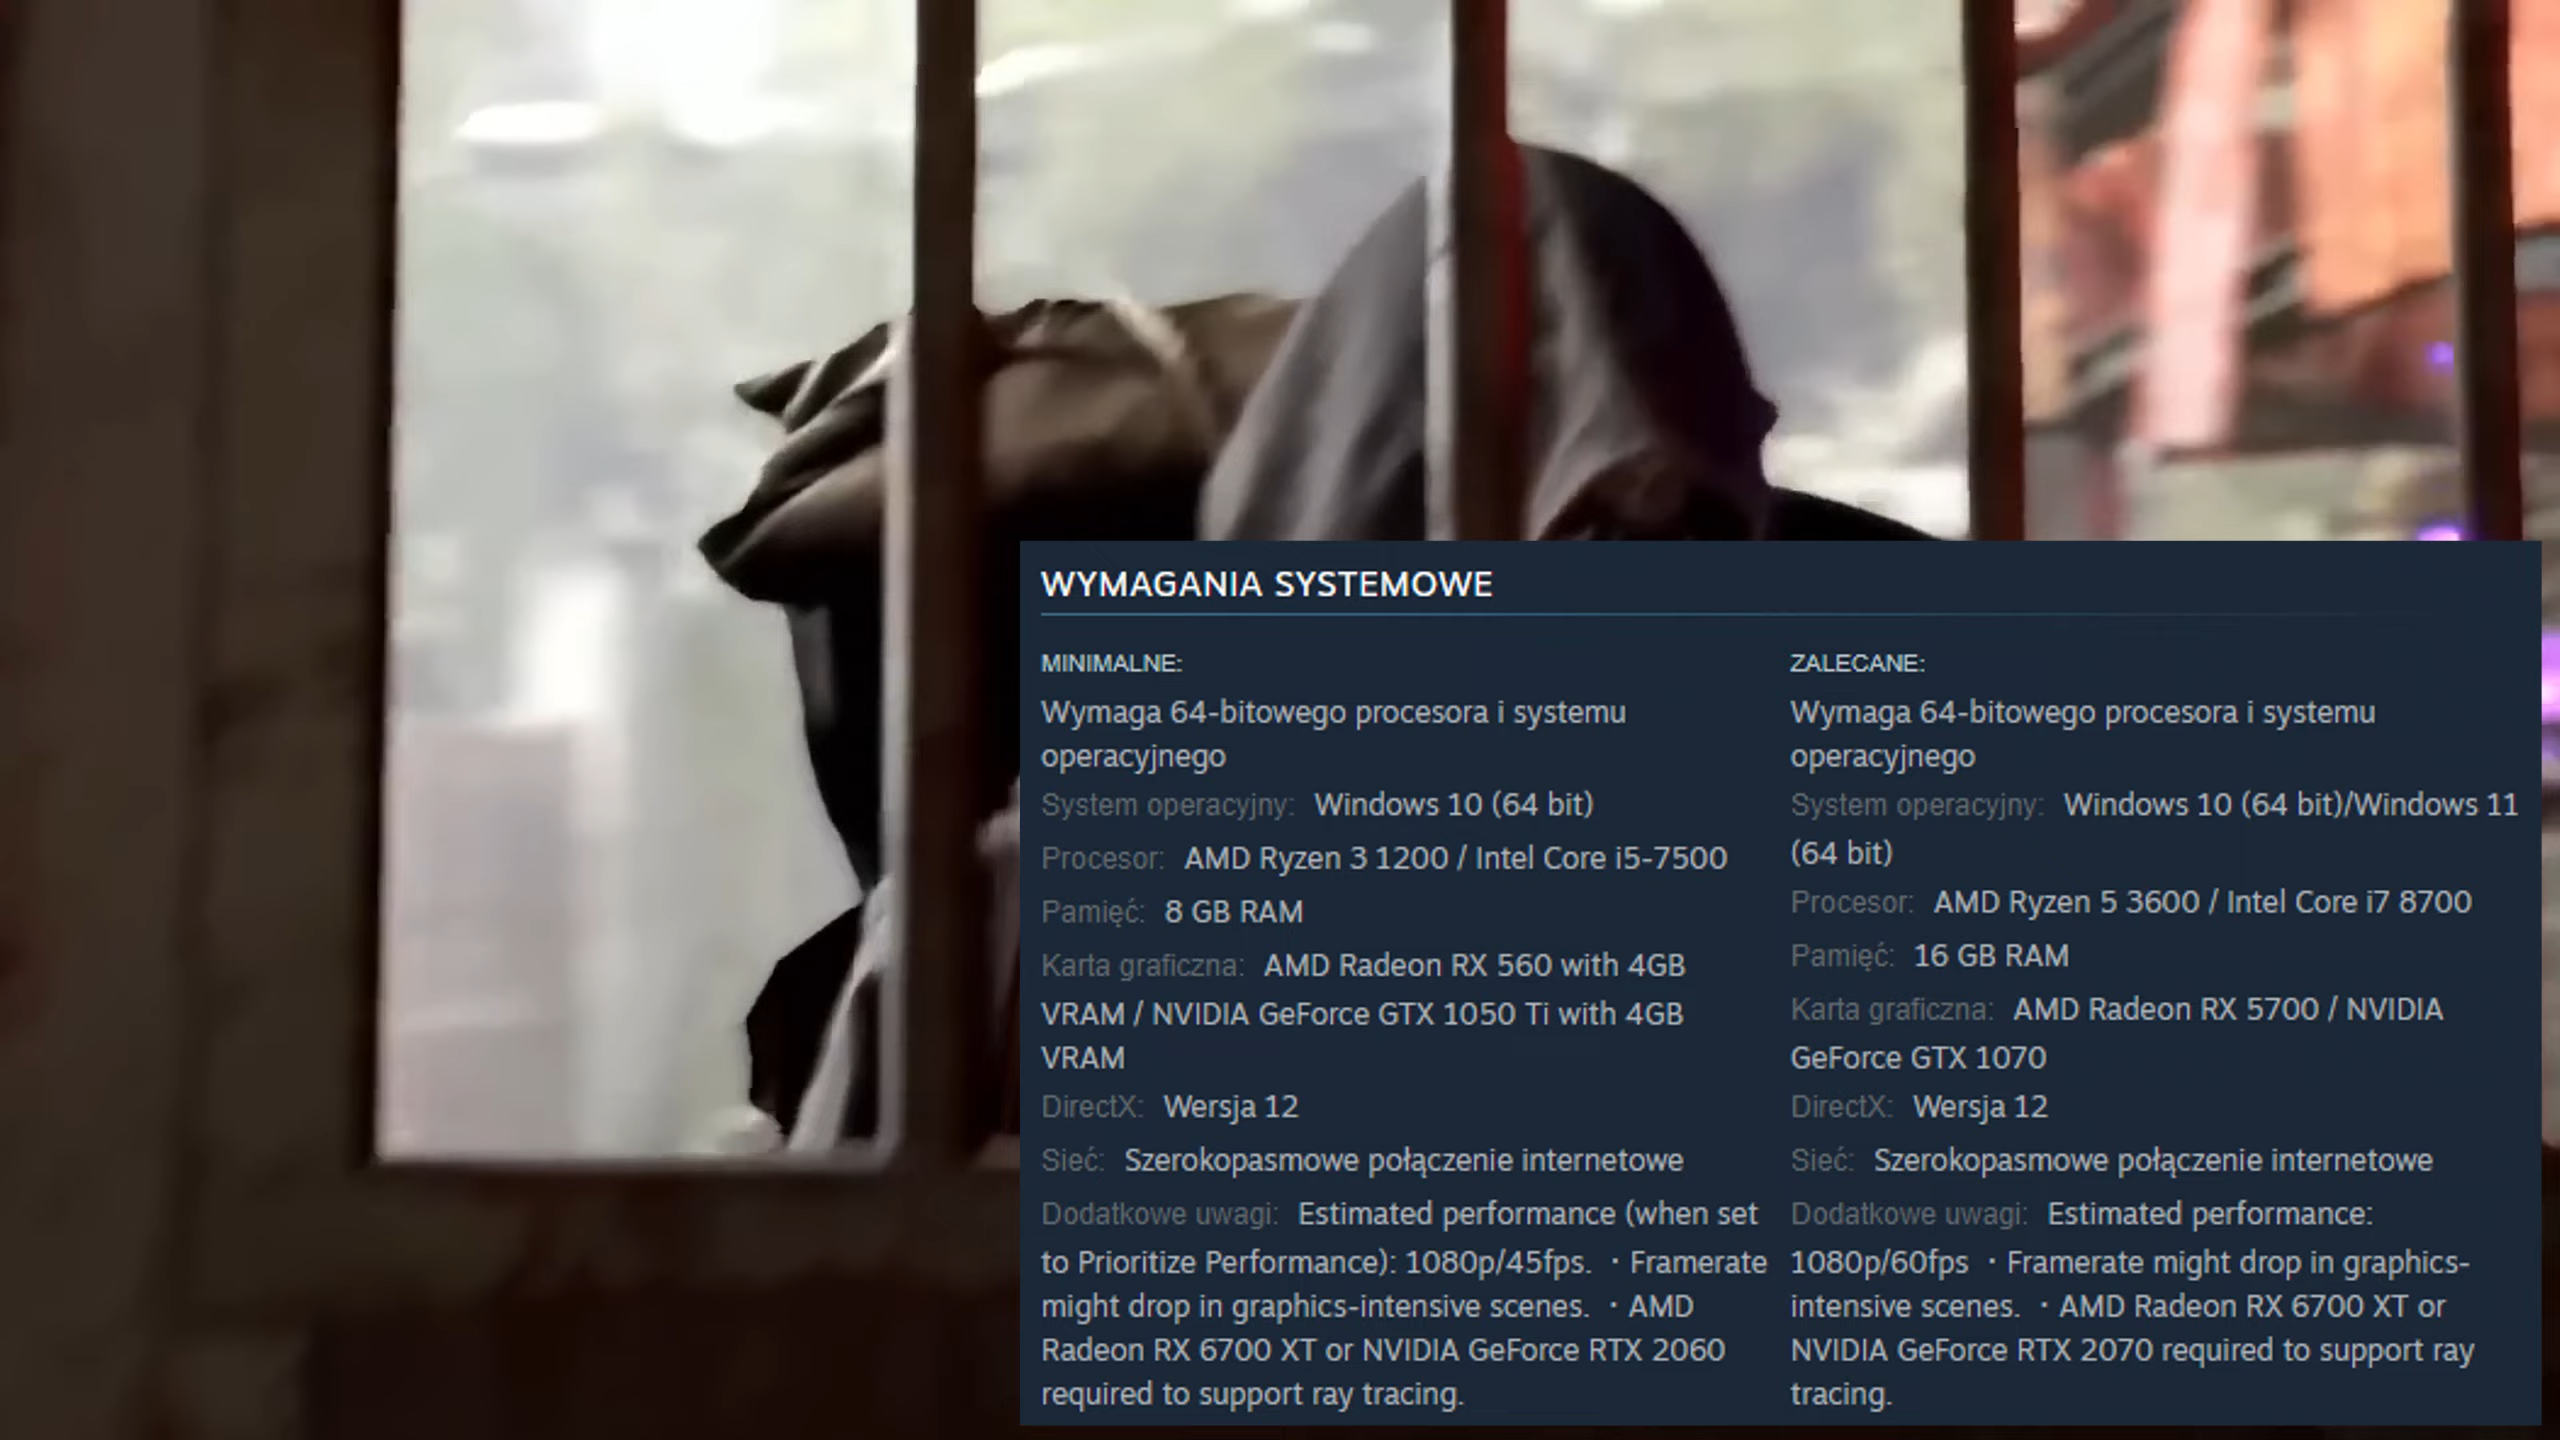 WYMAGANIA SYSTEMOWE
MINIMALNE:
Wymaga 64-bitowego procesora i systemu
operacyjnego
System operacyjny: Windows 10 (64 bit)
Procesor: AMD Ryzen 3 1200 / Intel Core i5-7500
Pamięć: 8 GB RAM
Karta graficzna: AMD Radeon RX 560 with 4GB
VRAM / NVIDIA GeForce GTX 1050 Ti with 4GB
VRAM
DirectX: Wersja 12
Sieć: Szerokopasmowe połączenie internetowe
Dodatkowe uwagi: Estimated performance (when set
to Prioritize Performance): 1080p/45fps. ・Framerate
might drop in graphics-intensive scenes. ・AMD
Radeon RX 6700 XT or NVIDIA GeForce RTX 2060
required to support ray tracing.
ZALECANE:
Wymaga 64-bitowego procesora i systemu
operacyjnego
System operacyjny: Windows 10 (64 bit)/Windows 11
(64 bit)
Procesor: AMD Ryzen 5 3600 / Intel Core i7 8700
Pamięć: 16 GB RAM
Karta graficzna: AMD Radeon RX 5700 / NVIDIA
GeForce GTX 1070
DirectX: Wersja 12
Sieć: Szerokopasmowe połączenie internetowe
Dodatkowe uwagi: Estimated performance:
1080p/60fps ・Framerate might drop in graphics-
intensive scenes. ・AMD Radeon RX 6700 XT or
NVIDIA GeForce RTX 2070 required to support ray
tracing.